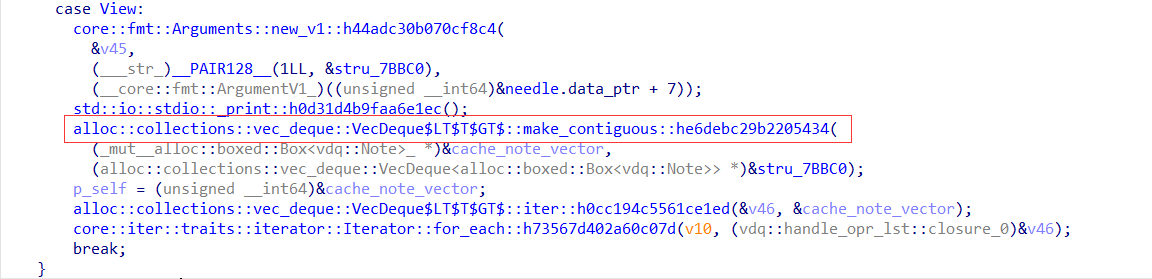 case View:
core::fmt::Arguments::new_v1::h44adc30b070cf8c4(
&v45,
(___str_)__PAIR128__(1LL, &stru_7BBC0),
(__core::fmt::ArgumentV1_)((unsigned __int64)&needle.data_ptr + 7));
std::io::stdio::_print::h0d31d4b9faa6e1ec();
alloc::collections::vec_deque::VecDeque$LT$T$GT$::make_contiguous::he6debc29b2205434(
(_mut__alloc::boxed::Box<vdq::Note>_ *)&cache_note_vector,
(alloc::collections::vec_deque::VecDeque<alloc::boxed::Box<vdq::Note>> *)&stru_7BBC0);
p_self = (unsigned __int64)&cache_note_vector;
alloc::collections::vec_deque::VecDeque$LT$T$GT$::iter::h0cc194c5561ce1ed(&v46, &cache_note_vector);
core::iter::traits::iterator::Iterator::for_each::h73567d402a60c07d(v10, (vdq::handle_opr_lst::closure_0)&v46);
break;
}